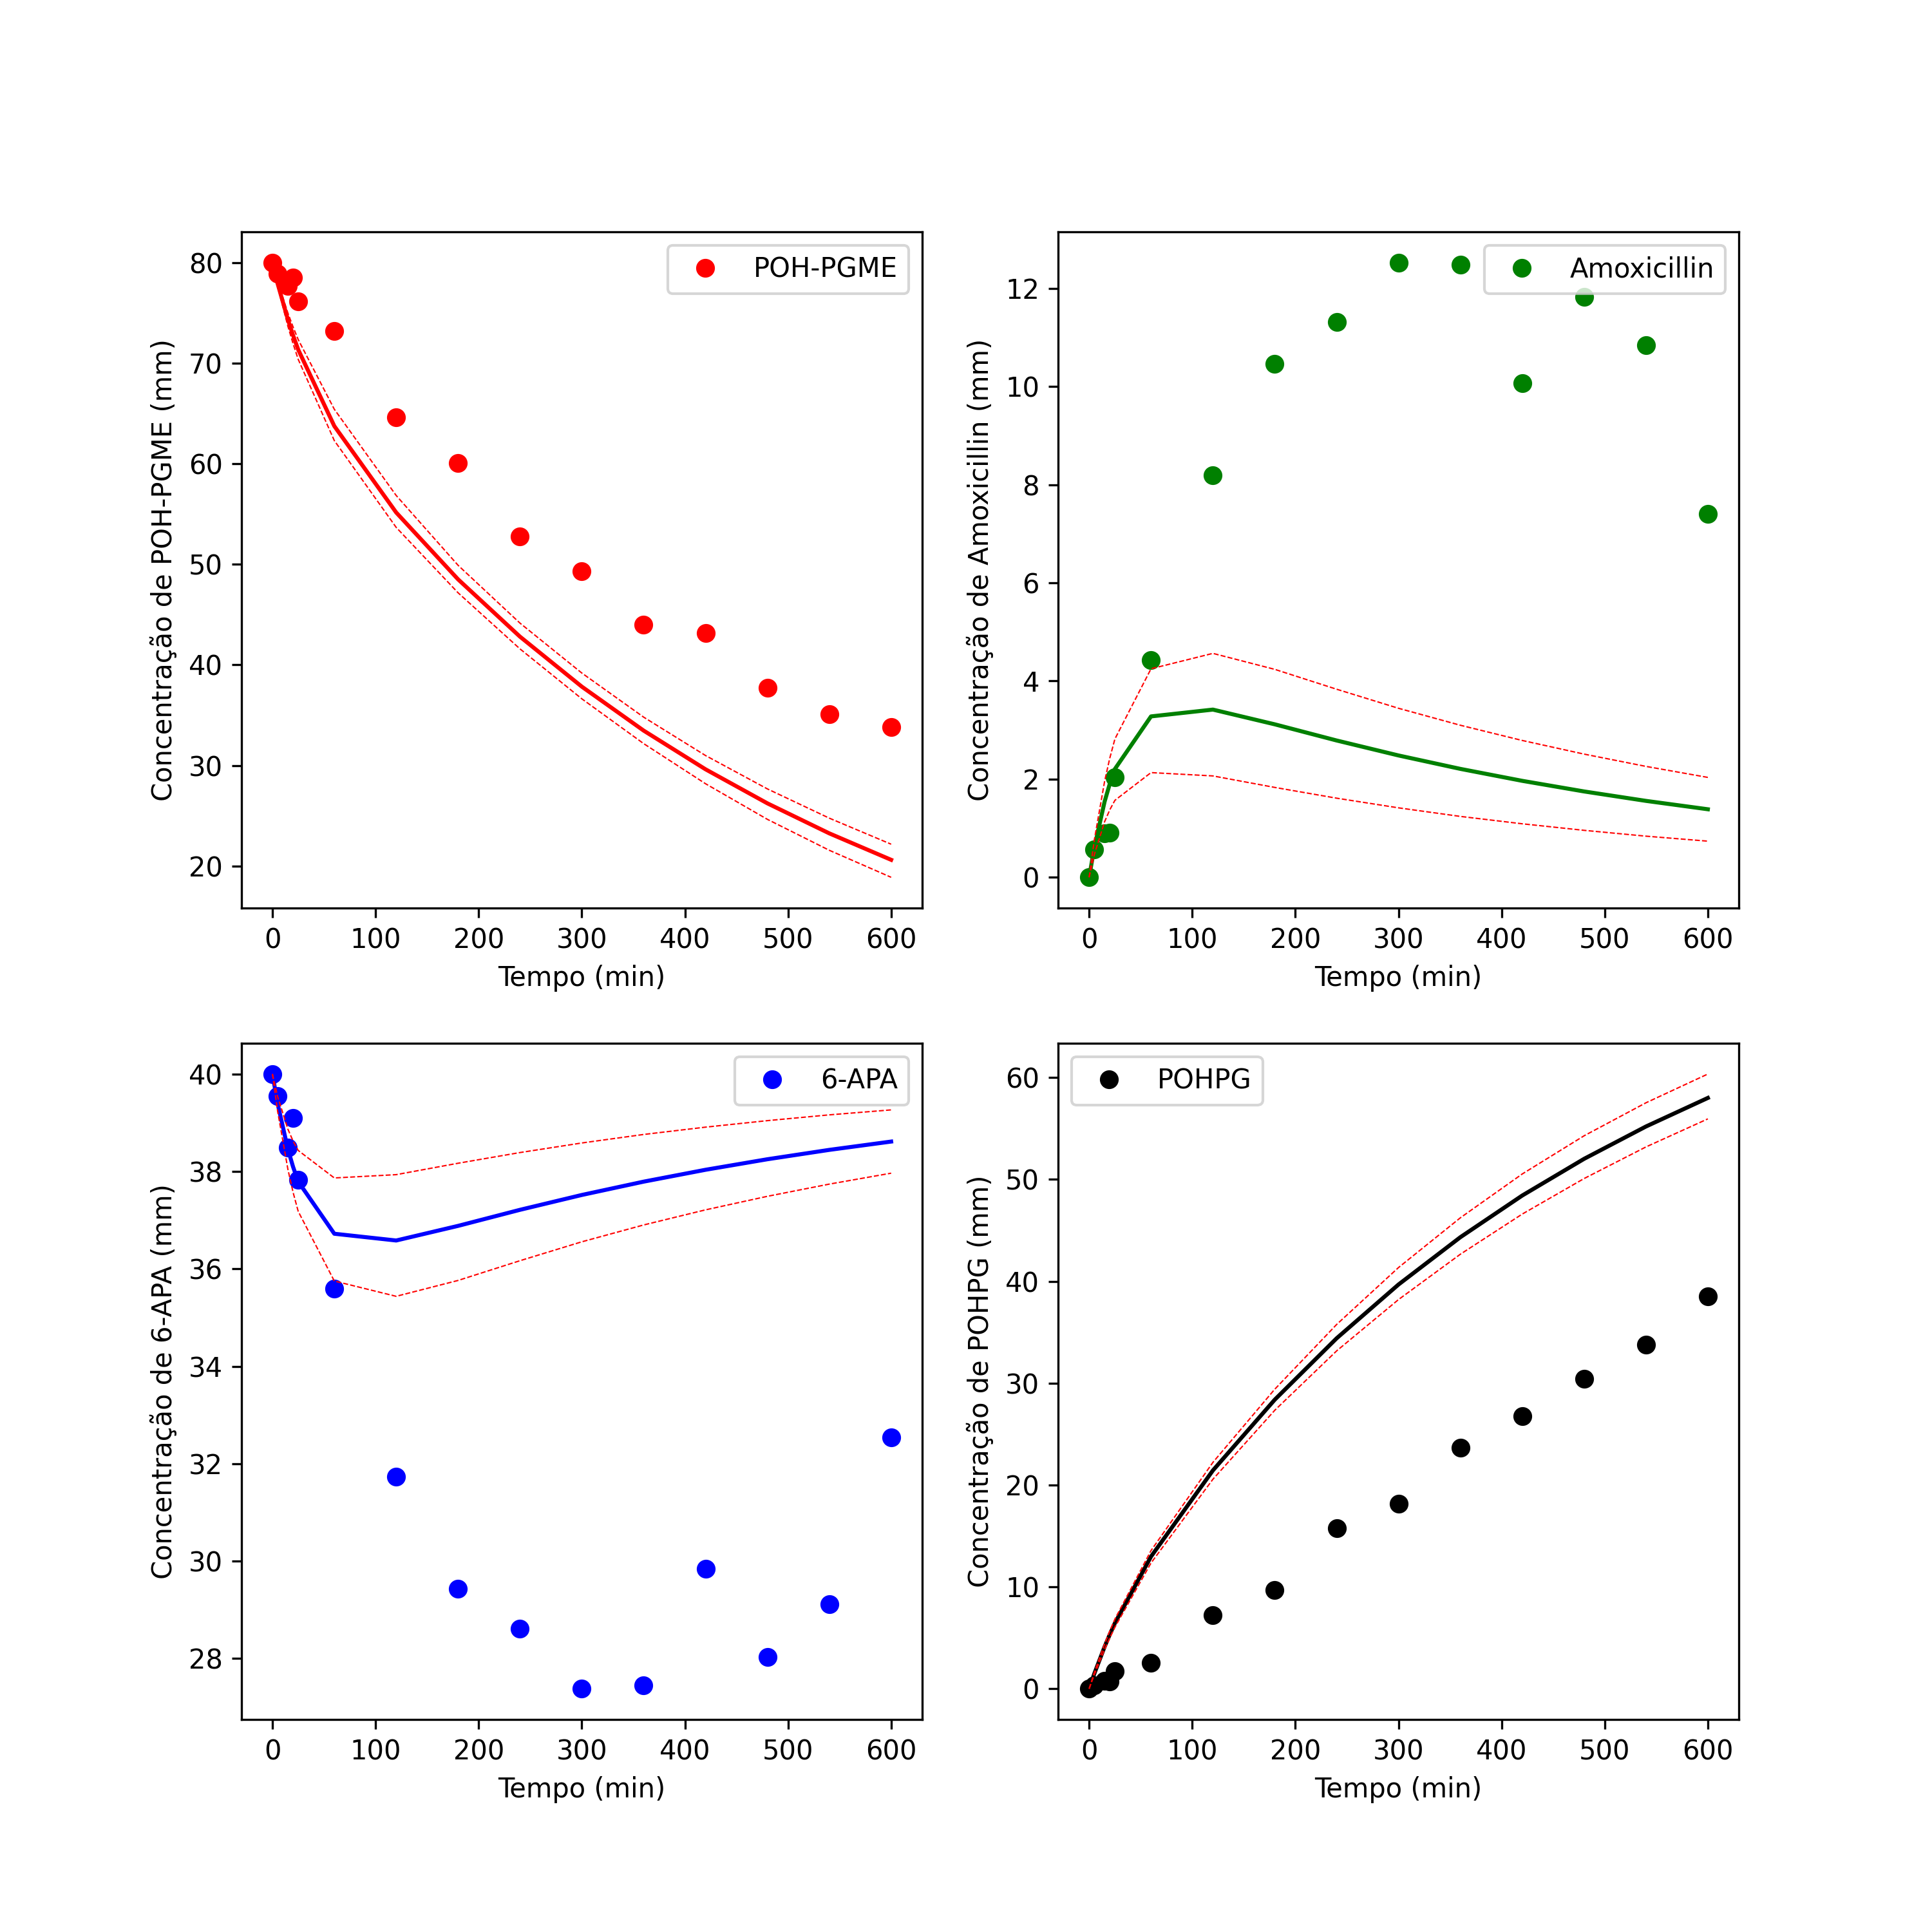 POH-PGME
Concentração de POH-PGME (mm)
80
70
60
50
40
30
20
0 100 200 300 400 500 600
Tempo (min)
Amoxicillin
Concentração de Amoxicillin (mm)
12
10
8
6
4
2
0
0 100 200 300 400 500 600
Tempo (min)
6-APA
Concentração de 6-APA (mm)
40
38
36
34
32
30
28
0 100 200 300 400 500 600
Tempo (min)
POHPG
Concentração de POHPG (mm)
60
50
40
30
20
10
0
0 100 200 300 400 500 600
Tempo (min)